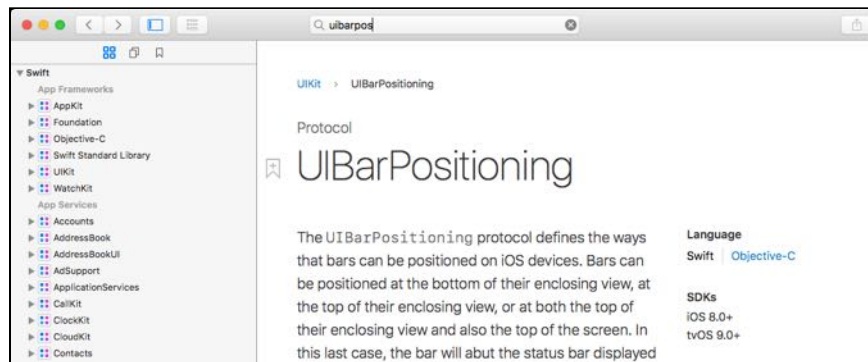 uibarpos
Swift
App Frameworks
AppKit
Foundation
Objective-C
Swift Standard Library
UIKit
WatchKit
App Services
Accounts
AddressBook
AddressBookUI
AdSupport
ApplicationServices
CallKit
ClockKit
CloudKit
Contacts
UIKit > UIBarPositioning
Protocol
UIBarPositioning
The UIBarPositioning protocol defines the ways
that bars can be positioned on iOS devices. Bars can
be positioned at the bottom of their enclosing view, at
the top of their enclosing view, or at both the top of
their enclosing view and also the top of the screen. In
this last case, the bar will abut the status bar displayed
Language
Swift Objective-C
SDKs
iOS 8.0+
tvOS 9.0+